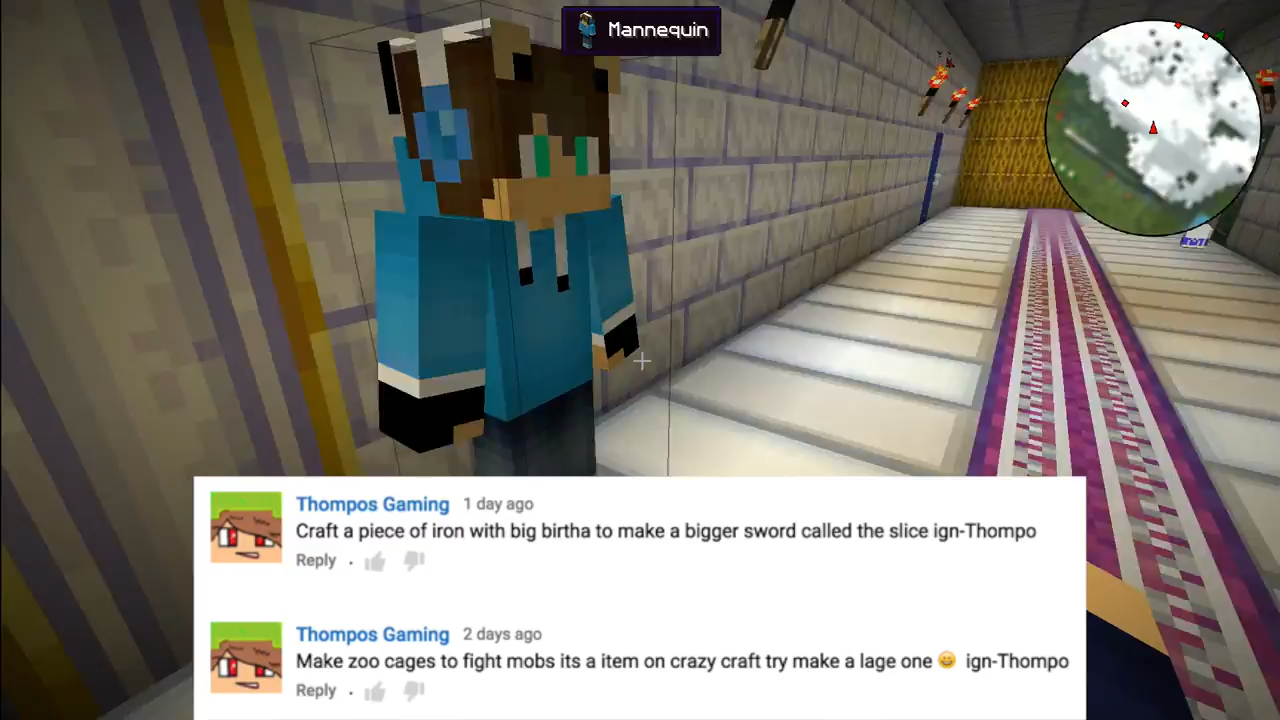 Mannequin
Thompos Gaming 1 day ago
Craft a piece of iron with big birtha to make a bigger sword called the slice ign-Thompo
Reply
Thompos Gaming 2 days ago
Make zoo cages to fight mobs its a item on crazy craft try make a lage one 😀 ign-Thompo
Reply